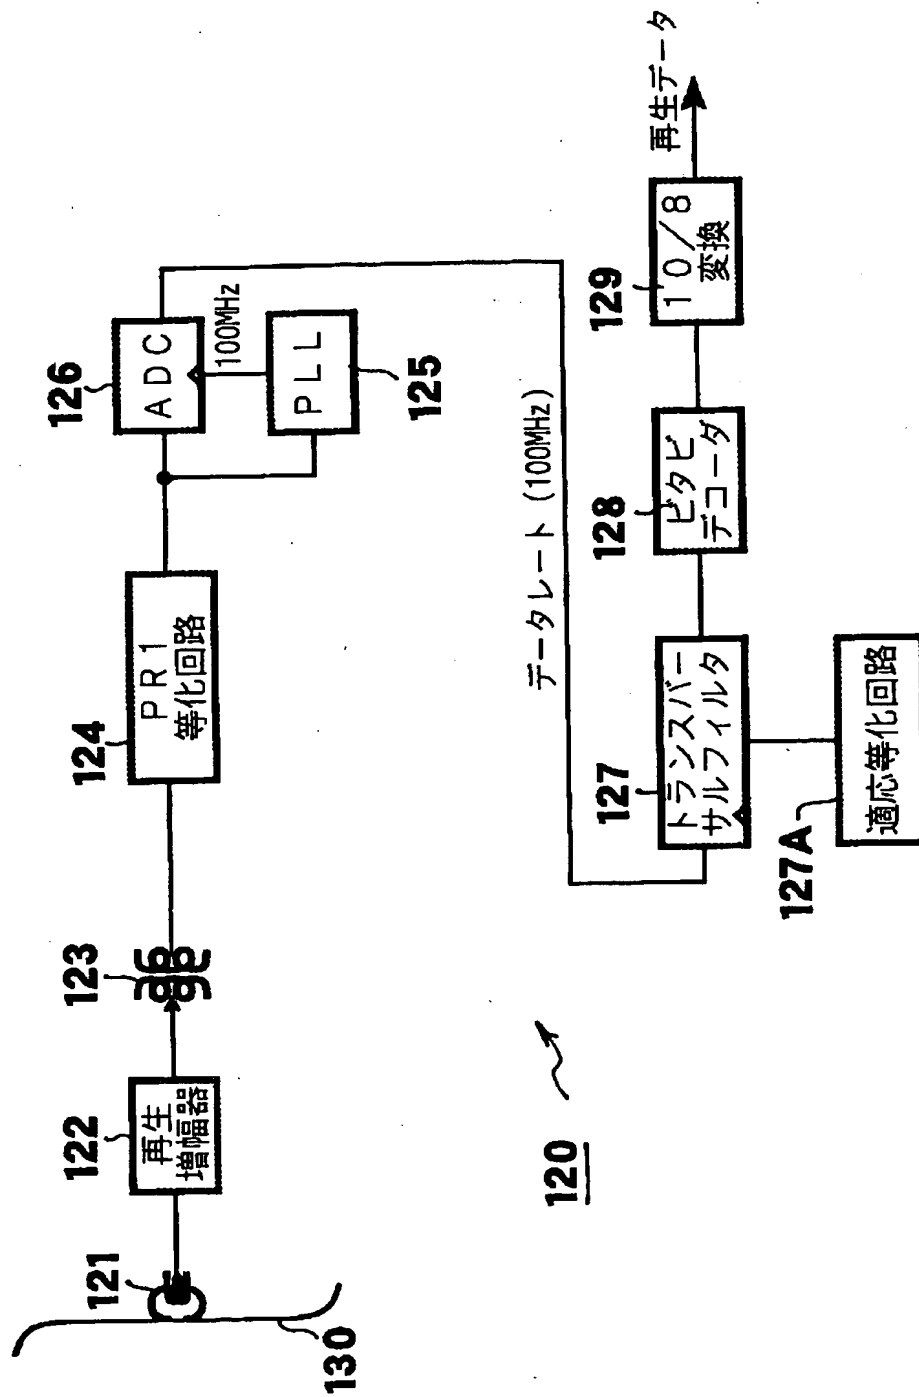 121
130
122
再生
増幅器
123
124
PR1
等化回路
126
ADC
100MHz
PLL
125
データレート (100MHz)
127
トランスバー
サルフィルタ
127A
適応等化回路
128
ビタビ
デコーダ
129
10/8
変換
再生データ
120